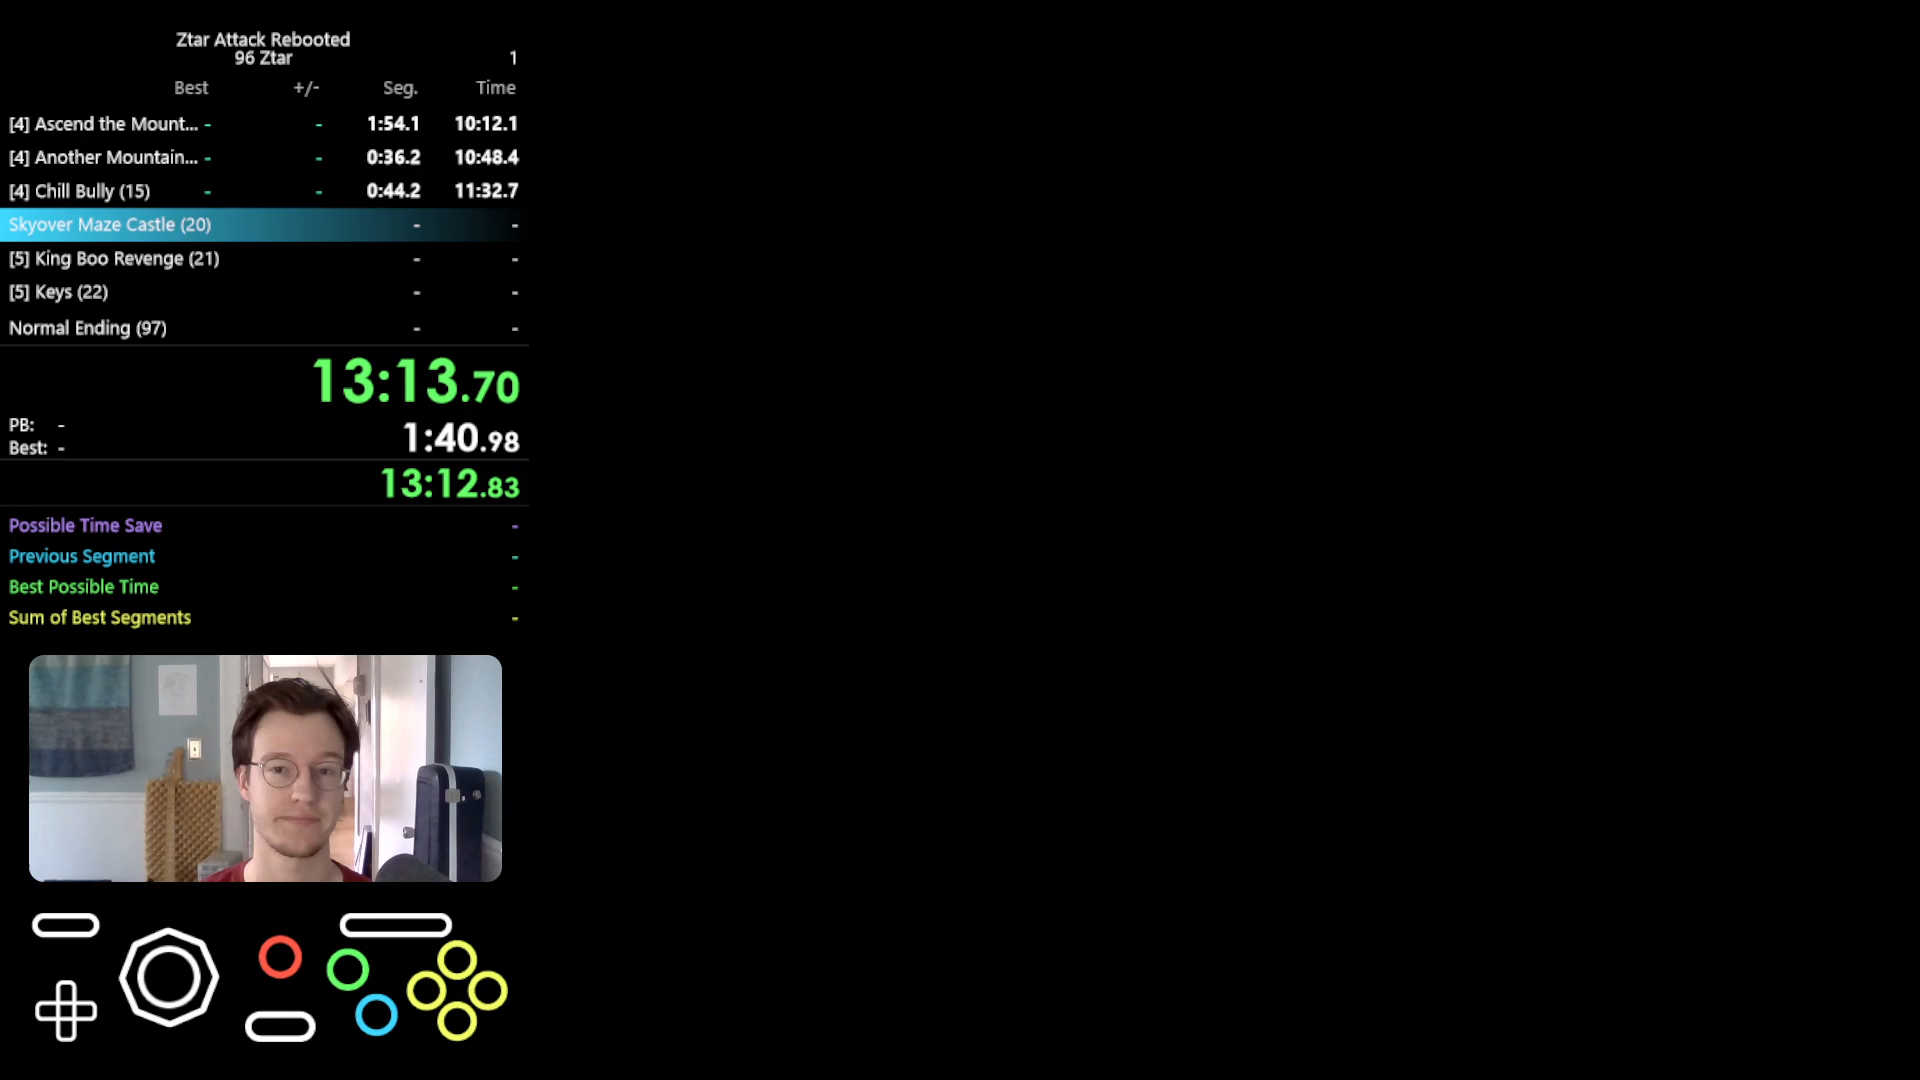 Ztar Attack Rebooted
96 Ztar 1
Best +/- Seg. Time
[4] Ascend the Mount... - - 1:54.1 10:12.1
[4] Another Mountain... - - 0:36.2 10:48.4
[4] Chill Bully (15) - - 0:44.2 11:32.7
Skyover Maze Castle (20) - -
[5] King Boo Revenge (21) - -
[5] Keys (22) - -
Normal Ending (97) - -
13:13.70
PB: -
Best: -
1:40.98
13:12.83
Possible Time Save -
Previous Segment -
Best Possible Time -
Sum of Best Segments -